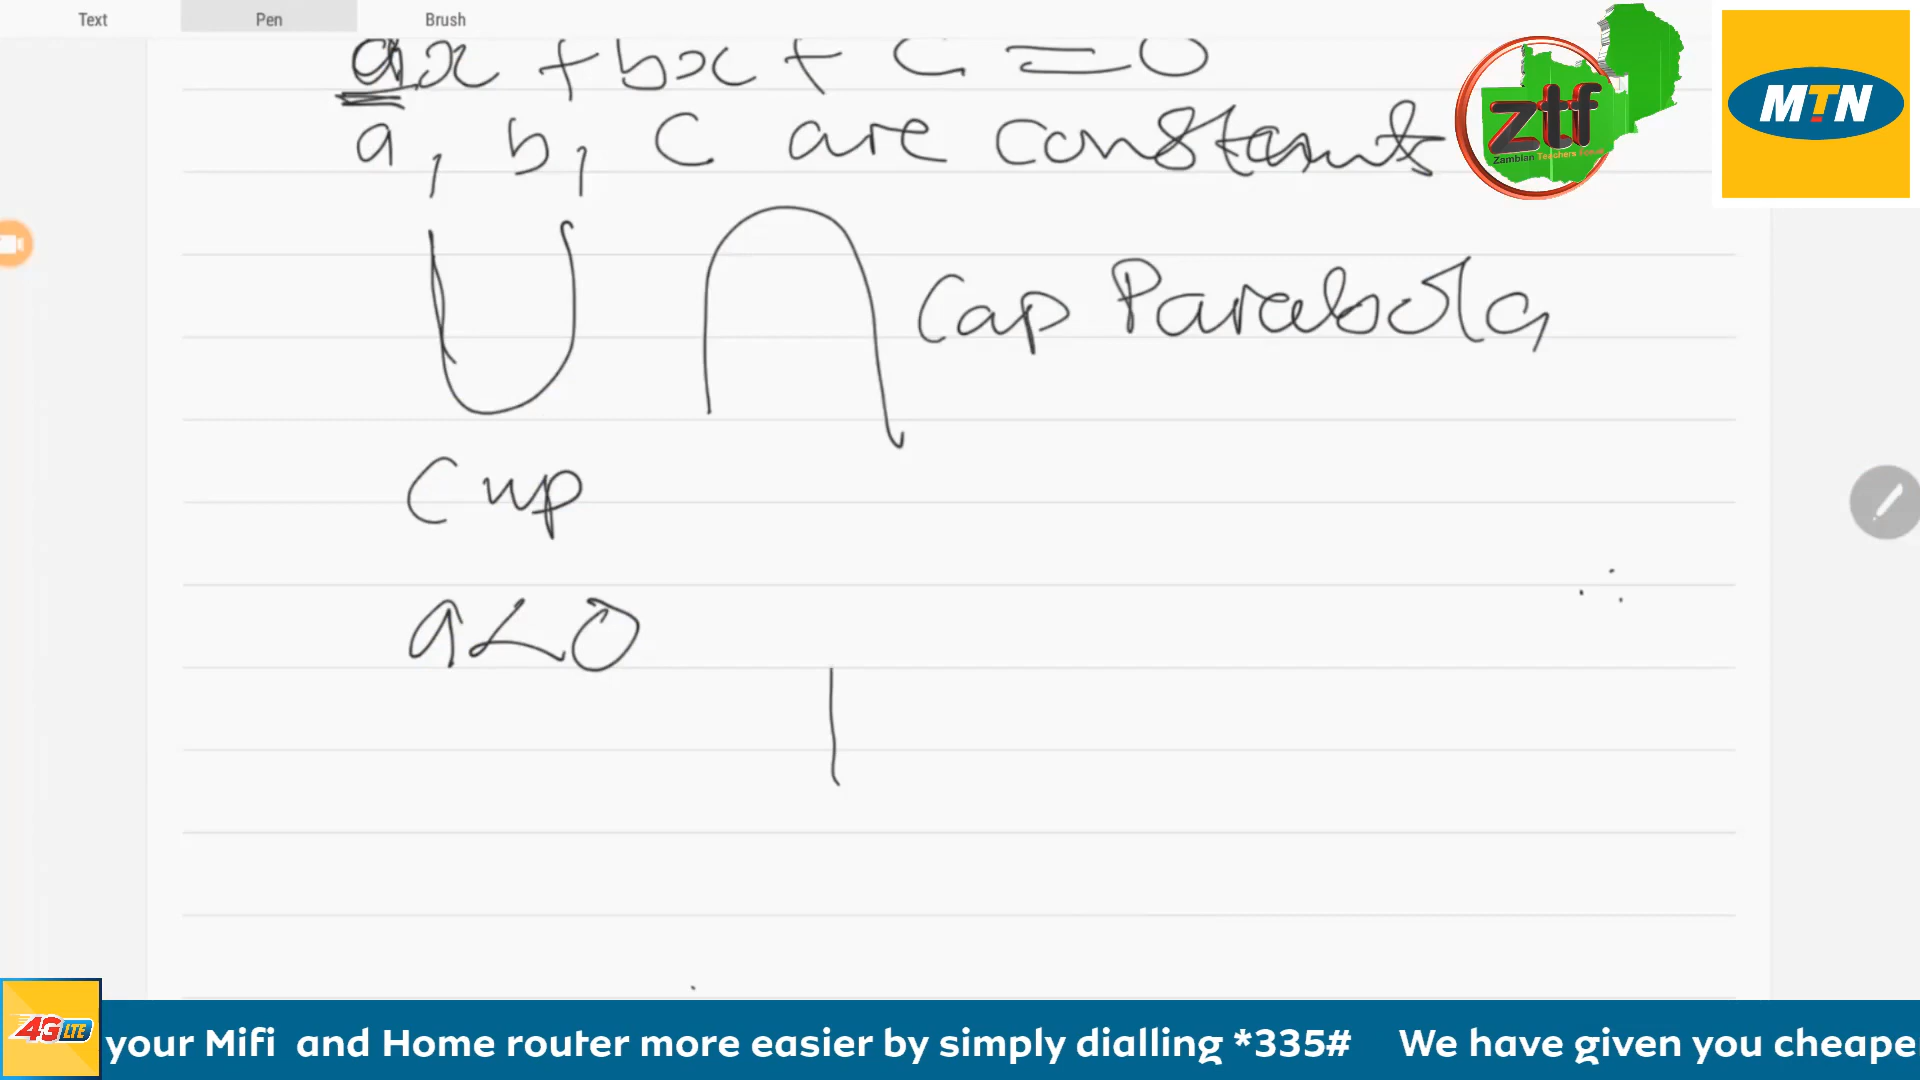 Text Pen Brush
ax + bx + c = 0
a, b, c are constants
ztf
Zambian Teachers Forum
MTN
Cap Parabola
Cup
a<0
4G LTE
your Mifi and Home router more easier by simply dialling *335# We have given you cheape